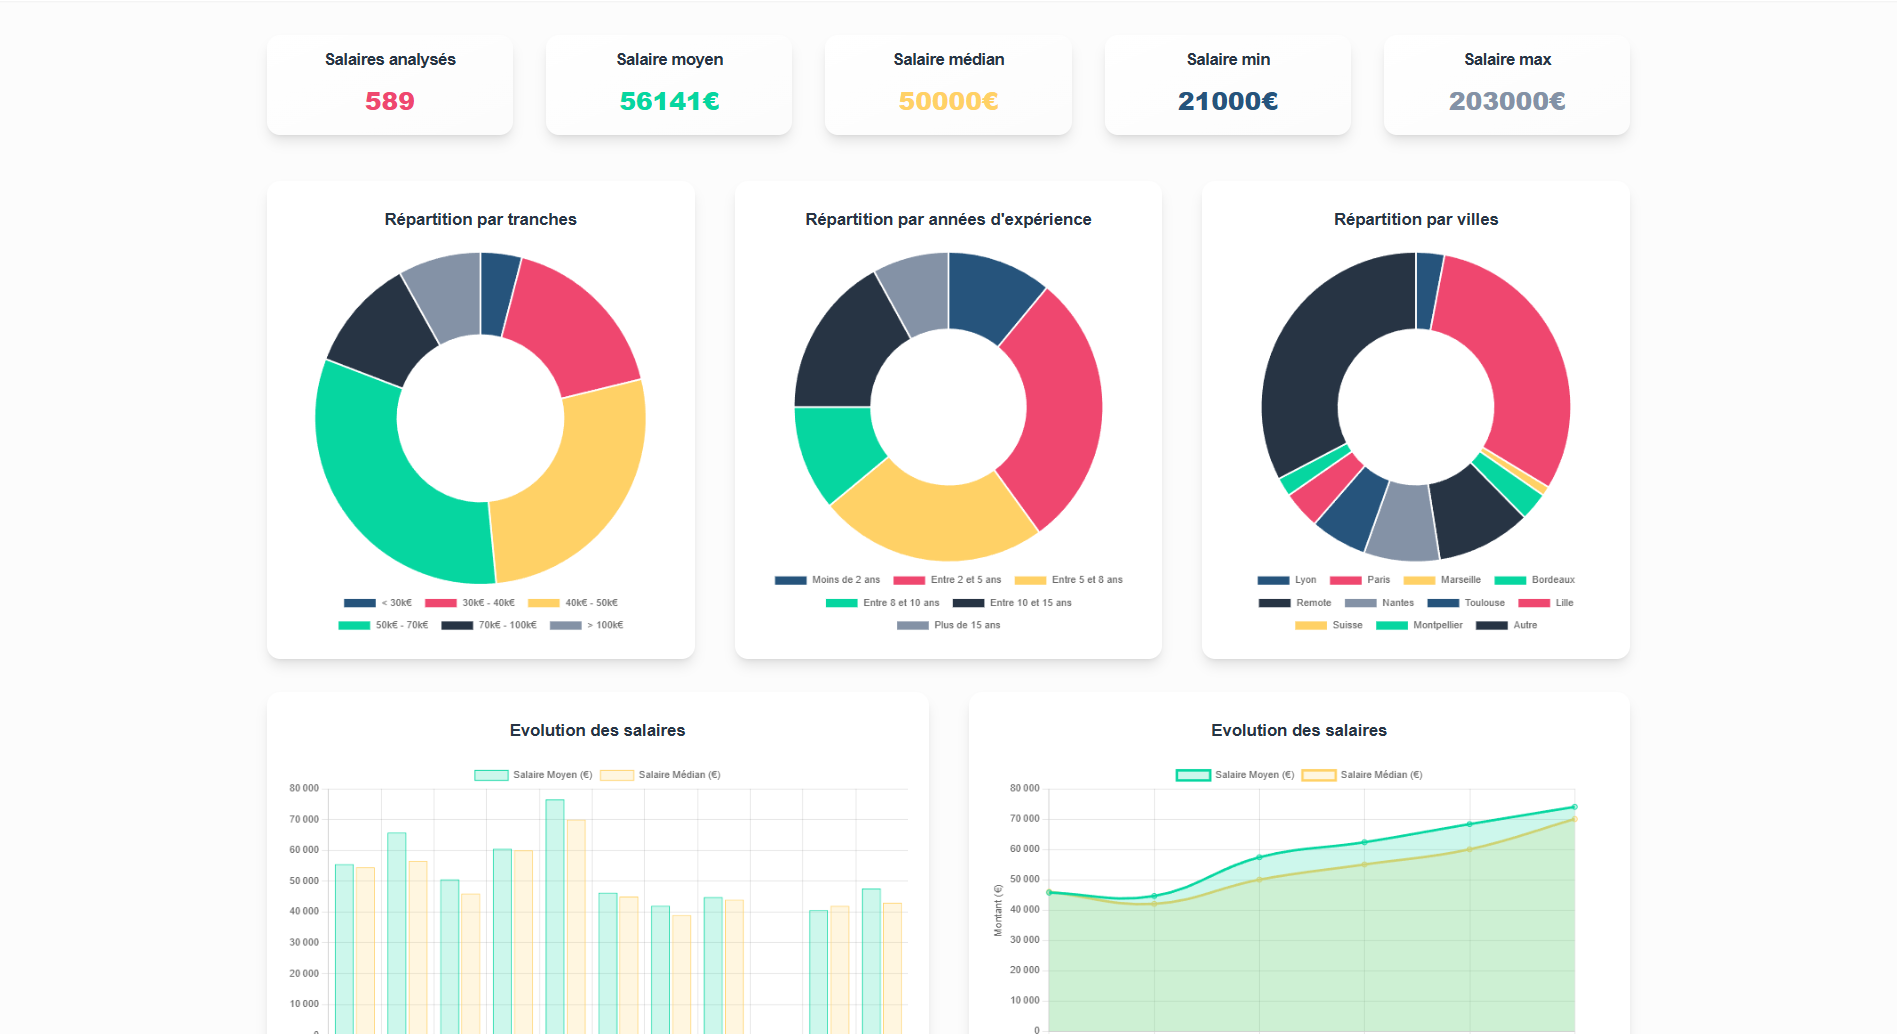 Salaires analysés
589
Salaire moyen
56141€
Salaire médian
50000€
Salaire min
21000€
Salaire max
203000€
Répartition par tranches
< 30k€ 30k€ - 40k€ 40k€ - 50k€
50k€ - 70k€ 70k€ - 100k€ > 100k€
Répartition par années d'expérience
Moins de 2 ans Entre 2 et 5 ans Entre 5 et 8 ans
Entre 8 et 10 ans Entre 10 et 15 ans
Plus de 15 ans
Répartition par villes
Lyon Paris Marseille Bordeaux
Remote Nantes Toulouse Lille
Suisse Montpellier Autre
Evolution des salaires
Salaire Moyen (€) Salaire Médian (€)
80 000
70 000
60 000
50 000
40 000
30 000
20 000
10 000
0
Evolution des salaires
Salaire Moyen (€) Salaire Médian (€)
Montant (€)
80 000
70 000
60 000
50 000
40 000
30 000
20 000
10 000
0